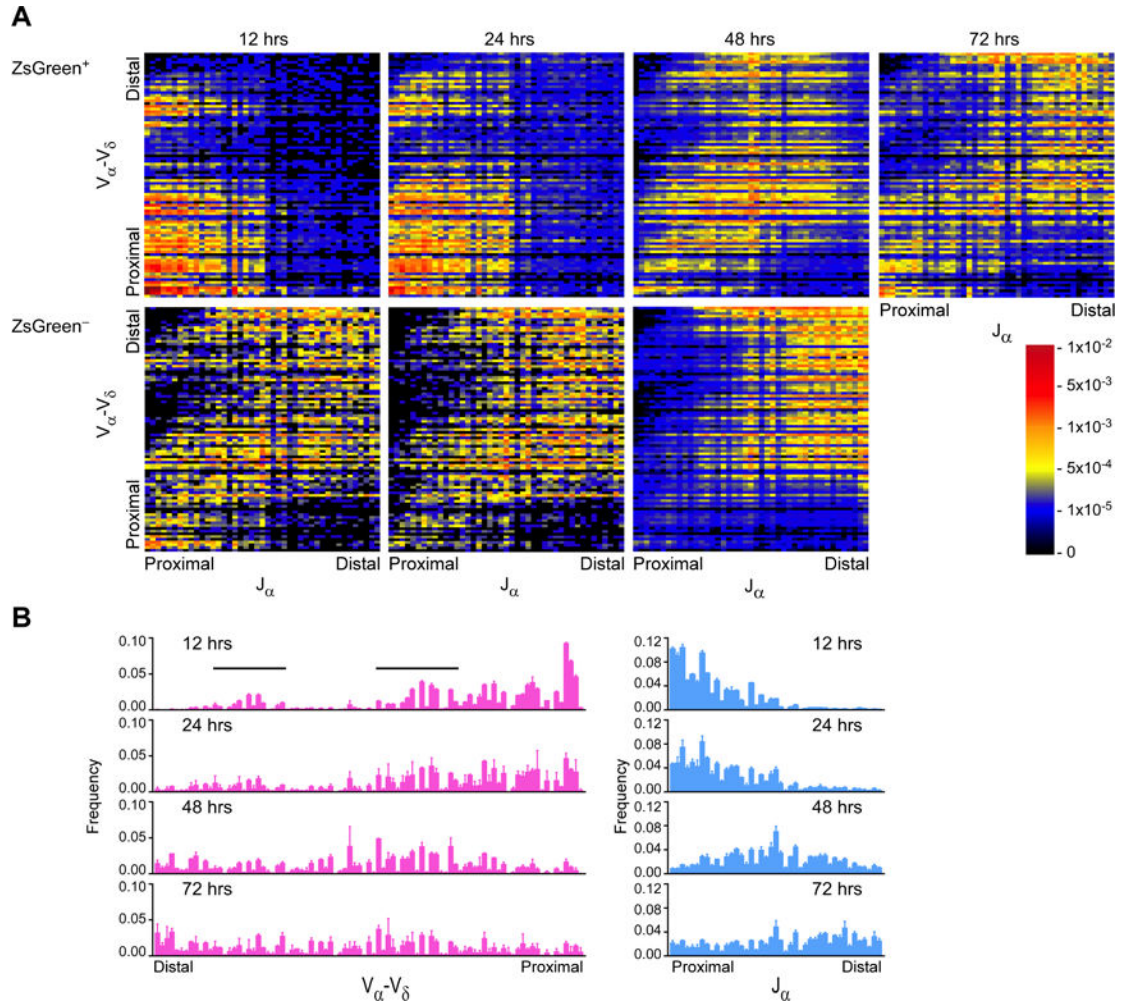 A
12 hrs 24 hrs 48 hrs 72 hrs
ZsGreen+
Distal
Vα-Vδ
Proximal
Proximal Distal
Jα
ZsGreen−
Distal
Vα-Vδ
Proximal
Proximal Distal Proximal Distal Proximal Distal
Jα Jα Jα
1x10-2
5x10-3
1x10-3
5x10-4
1x10-5
0
B
Frequency
0.10
0.05
0.00
12 hrs
0.10
0.05
0.00
24 hrs
0.10
0.05
0.00
48 hrs
0.10
0.05
0.00
72 hrs
Distal Proximal
Vα-Vδ
0.12
0.08
0.04
0.00
12 hrs
0.12
0.08
0.04
0.00
24 hrs
0.12
0.08
0.04
0.00
48 hrs
0.12
0.08
0.04
0.00
72 hrs
Proximal Distal
Jα